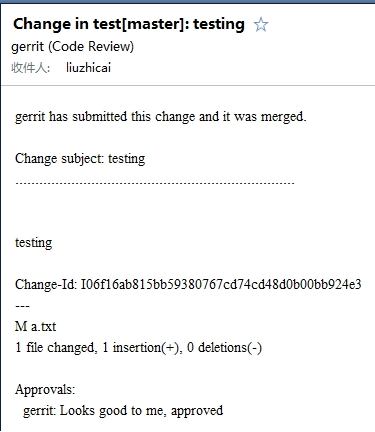 Change in test[master]: testing
gerrit (Code Review)
收件人: liuzhicai
gerrit has submitted this change and it was merged.
Change subject: testing
......................................................................
testing
Change-Id: I06f16ab815bb59380767cd74cd48d0b00bb924e3
---
M a.txt
1 file changed, 1 insertion(+), 0 deletions(-)
Approvals:
gerrit: Looks good to me, approved